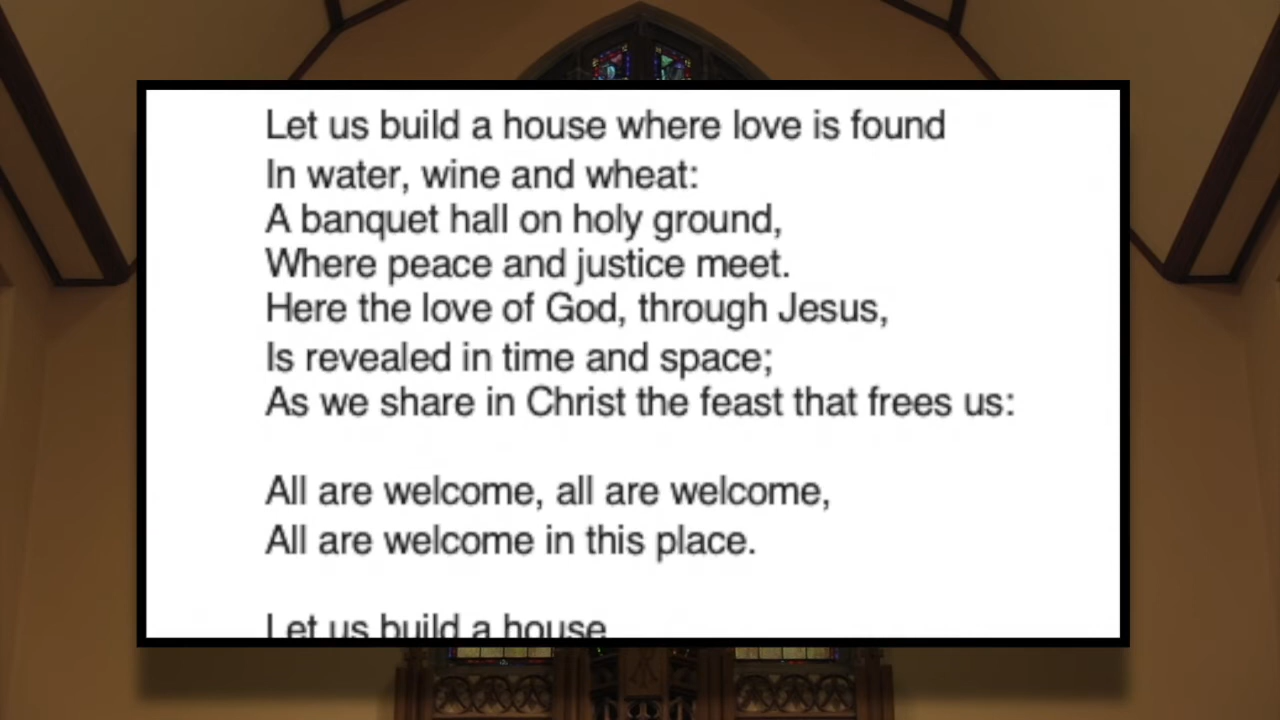 Let us build a house where love is found
In water, wine and wheat:
A banquet hall on holy ground,
Where peace and justice meet.
Here the love of God, through Jesus,
Is revealed in time and space;
As we share in Christ the feast that frees us:
All are welcome, all are welcome,
All are welcome in this place.
Let us build a house